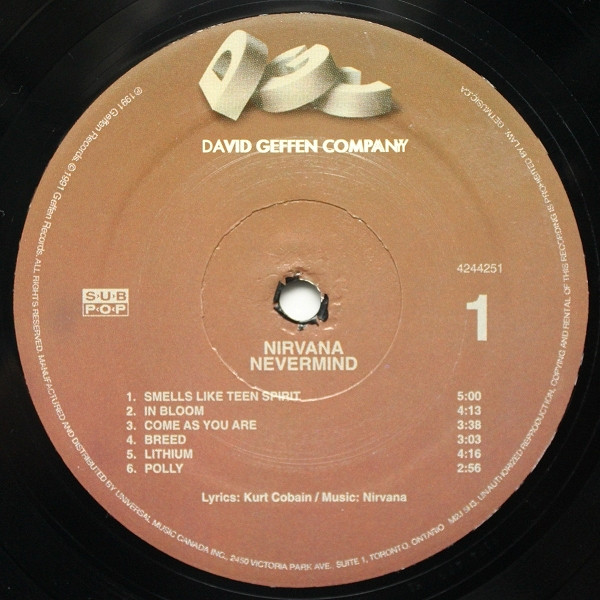 DGC
DAVID GEFFEN COMPANY
℗1991 Geffen Records, © 1991 Geffen Records, ALL RIGHTS RESERVED. MANUFACTURED AND DISTRIBUTED BY UNIVERSAL MUSIC CANADA INC., 2450 VICTORIA PARK AVE., SUITE 1, TORONTO, ONTARIO M2J 5H3. UNAUTHORIZED REPRODUCTION, COPYING AND RENTAL OF THIS RECORDING IS PROHIBITED BY LAW. GETMUSIC.CA
SUB
POP
4244251
1
NIRVANA
NEVERMIND
1. SMELLS LIKE TEEN SPIRIT 5:00
2. IN BLOOM 4:13
3. COME AS YOU ARE 3:38
4. BREED 3:03
5. LITHIUM 4:16
6. POLLY 2:56
Lyrics: Kurt Cobain / Music: Nirvana